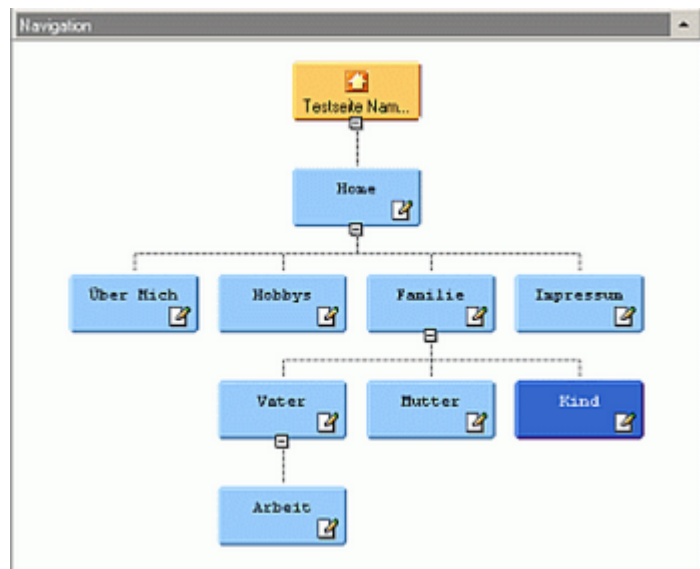 Navigation
Testseite Nam...
Home
Über Mich
Hobbys
Familie
Impressum
Vater
Mutter
Kind
Arbeit